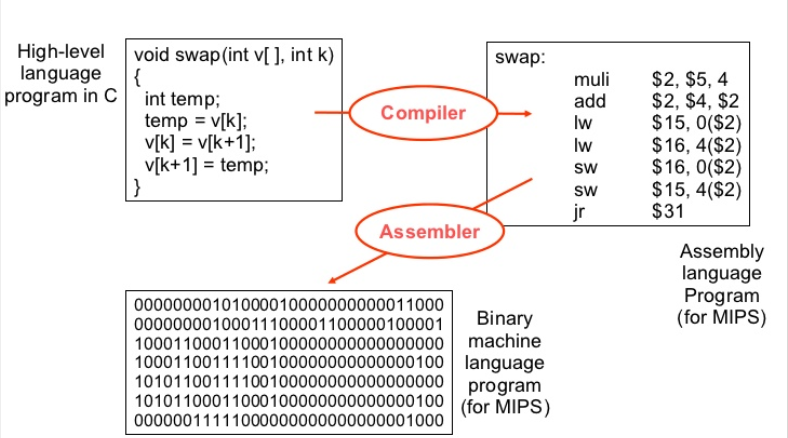 High-level
language
program in C
void swap(int v[ ], int k)
{
int temp;
temp = v[k];
v[k] = v[k+1];
v[k+1] = temp;
}
Compiler
swap:
muli $2, $5, 4
add $2, $4, $2
lw $15, 0($2)
lw $16, 4($2)
sw $16, 0($2)
sw $15, 4($2)
jr $31
Assembler
Assembly
language
Program
(for MIPS)
00000000101000010000000000011000
00000000100011100001100000100001
10001100011000100000000000000000
10001100111100100000000000000100
10101100111100100000000000000000
10101100011000100000000000000100
00000011111000000000000000001000
Binary
machine
language
program
(for MIPS)